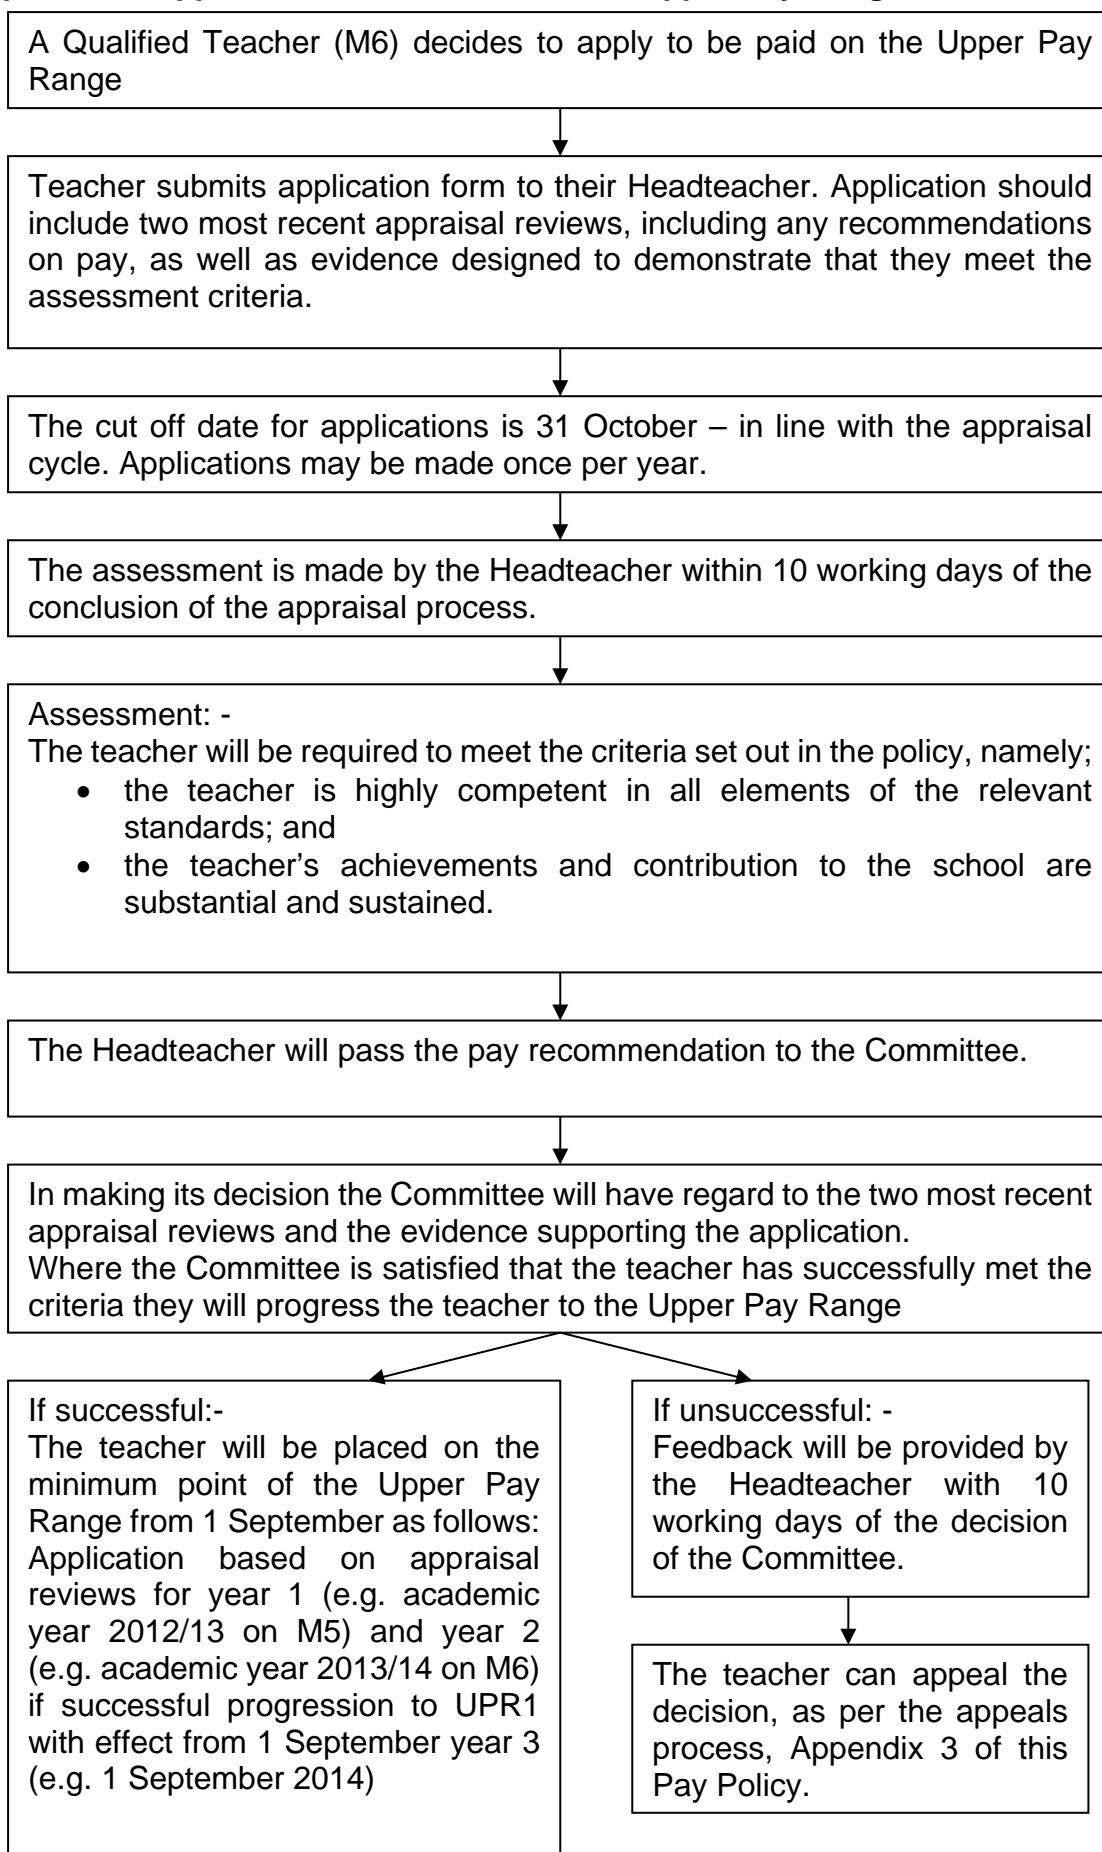 A Qualified Teacher (M6) decides to apply to be paid on the Upper Pay
Range
Teacher submits application form to their Headteacher. Application should
include two most recent appraisal reviews, including any recommendations
on pay, as well as evidence designed to demonstrate that they meet the
assessment criteria.
The cut off date for applications is 31 October – in line with the appraisal
cycle. Applications may be made once per year.
The assessment is made by the Headteacher within 10 working days of the
conclusion of the appraisal process.
Assessment: -
The teacher will be required to meet the criteria set out in the policy, namely;
• the teacher is highly competent in all elements of the relevant
standards; and
• the teacher’s achievements and contribution to the school are
substantial and sustained.
The Headteacher will pass the pay recommendation to the Committee.
In making its decision the Committee will have regard to the two most recent
appraisal reviews and the evidence supporting the application.
Where the Committee is satisfied that the teacher has successfully met the
criteria they will progress the teacher to the Upper Pay Range
If successful:-
The teacher will be placed on the
minimum point of the Upper Pay
Range from 1 September as follows:
Application based on appraisal
reviews for year 1 (e.g. academic
year 2012/13 on M5) and year 2
(e.g. academic year 2013/14 on M6)
if successful progression to UPR1
with effect from 1 September year 3
(e.g. 1 September 2014)
If unsuccessful: -
Feedback will be provided by
the Headteacher with 10
working days of the decision
of the Committee.
The teacher can appeal the
decision, as per the appeals
process, Appendix 3 of this
Pay Policy.